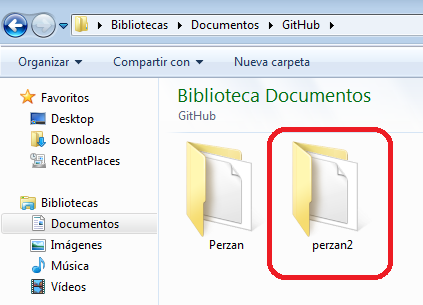 Bibliotecas ▸ Documentos ▸ GitHub ▸
Organizar Compartir con Nueva carpeta
Favoritos
Desktop
Downloads
RecentPlaces
Bibliotecas
Documentos
Imágenes
Música
Vídeos
Biblioteca Documentos
GitHub
Perzan
perzan2